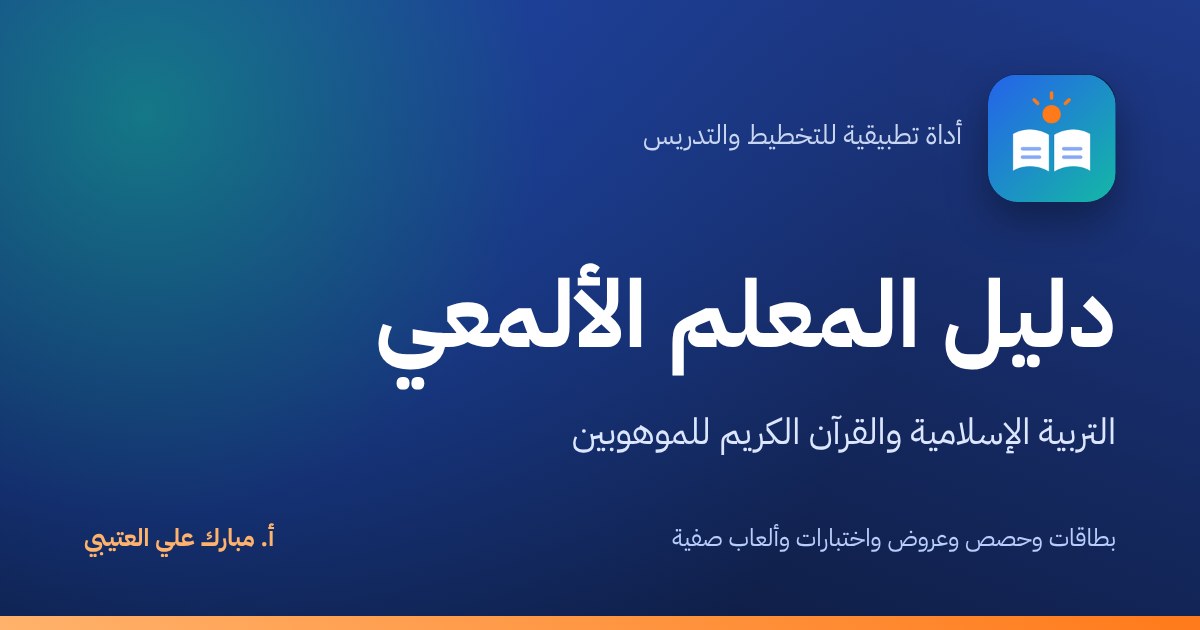 أداة تطبيقية للتخطيط والتدريس
دليل المعلم الألمعي
التربية الإسلامية والقرآن الكريم للموهوبين
بطاقات وحصص وعروض واختبارات وألعاب صفية
أ. مبارك علي العتيبي